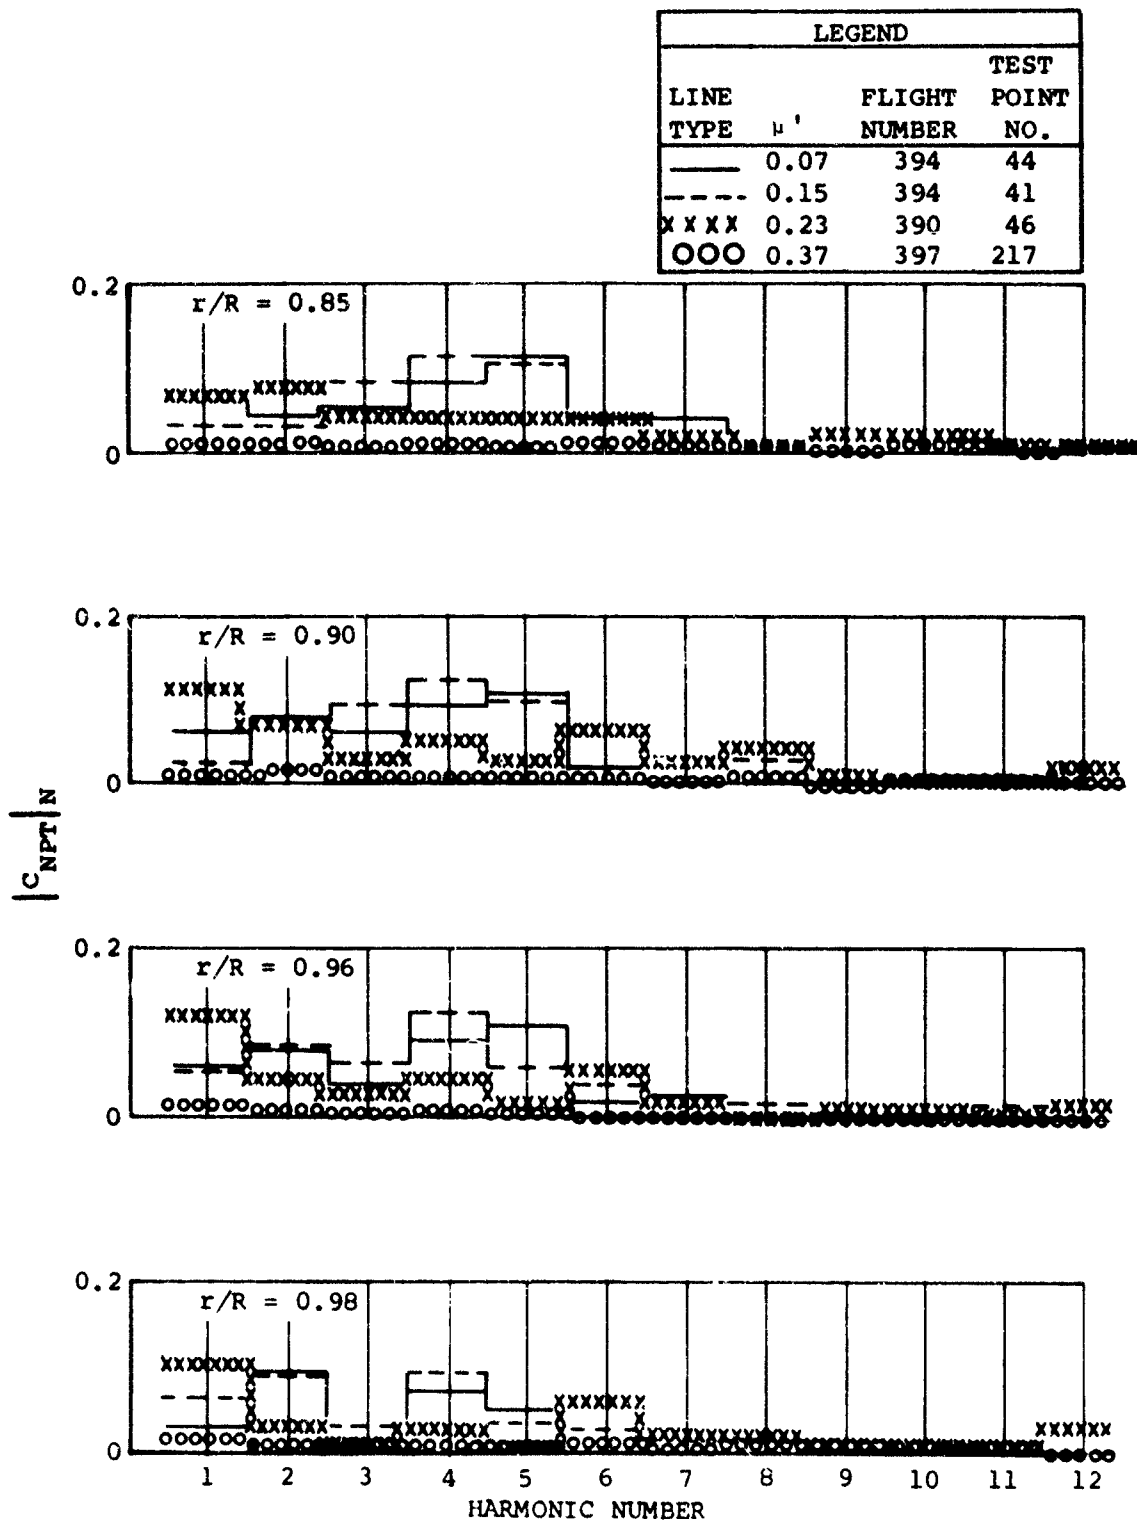 LEGEND
LINE TYPE μ' FLIGHT NUMBER TEST POINT NO.
0.07 394 44
0.15 394 41
X X X X 0.23 390 46
OOO 0.37 397 217
0.2
r/R = 0.85
0
0.2
r/R = 0.90
0
|C_NPT|_N
0.2
r/R = 0.96
0
0.2
r/R = 0.98
0
1 2 3 4 5 6 7 8 9 10 11 12
HARMONIC NUMBER